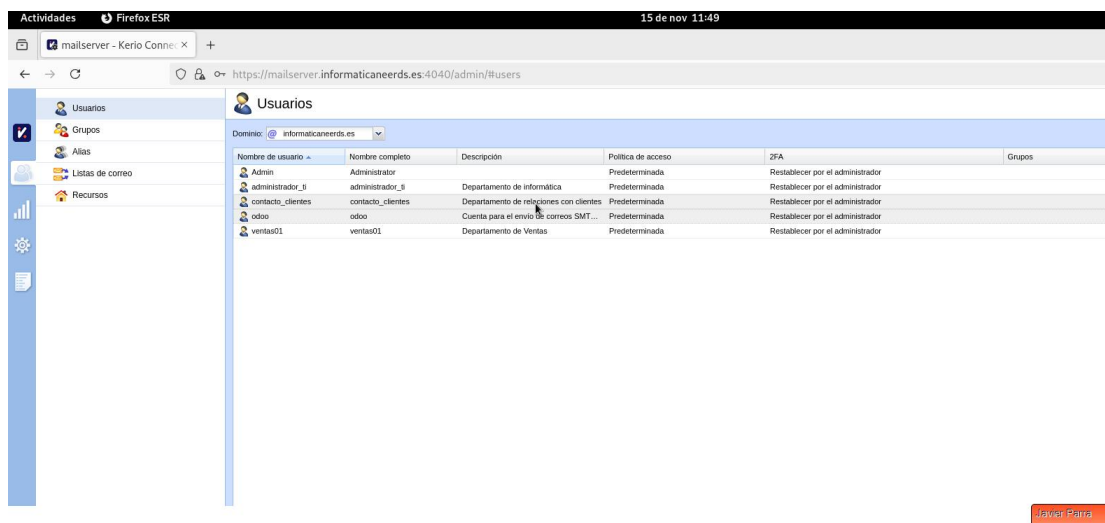 Actividades Firefox ESR 15 de nov 11:49
mailserver - Kerio Connec × +
https://mailserver.informaticaneerds.es:4040/admin/#users
Usuarios
Grupos
Alias
Listas de correo
Recursos
Usuarios
Dominio: @ informaticaneerds.es
Nombre de usuario Nombre completo Descripción Política de acceso 2FA Grupos
Admin Administrator Predeterminada Restablecer por el administrador
administrador_ti administrador_ti Departamento de informática Predeterminada Restablecer por el administrador
contacto_clientes contacto_clientes Departamento de relaciones con clientes Predeterminada Restablecer por el administrador
odoo odoo Cuenta para el envío de correos SMT... Predeterminada Restablecer por el administrador
ventas01 ventas01 Departamento de Ventas Predeterminada Restablecer por el administrador
Javier Parra